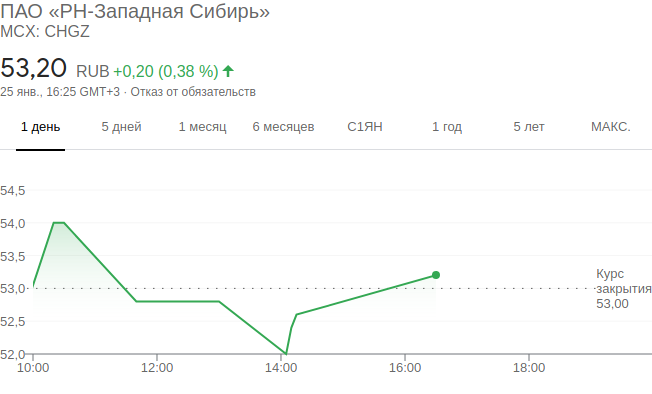 ПАО «РН-Западная Сибирь»
MCX: CHGZ
53,20 RUB +0,20 (0,38 %)
25 янв., 16:25 GMT+3 · Отказ от обязательств
1 день 5 дней 1 месяц 6 месяцев С1ЯН 1 год 5 лет МАКС.
54,5
54,0
53,5
Курс
53,0 закрытия
53,00
52,5
52,0
10:00 12:00 14:00 16:00 18:00